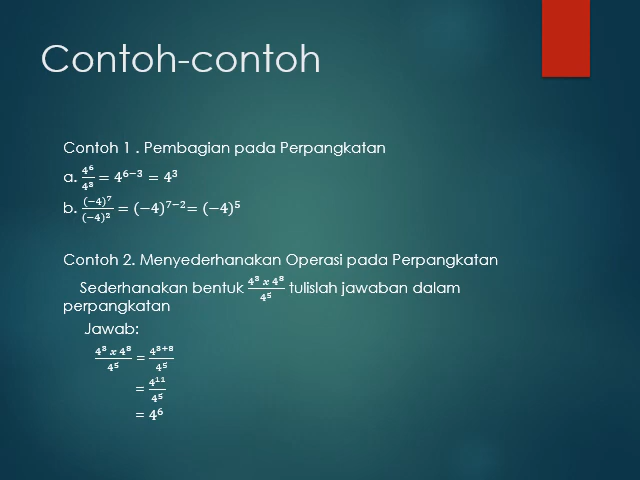 Contoh-contoh
Contoh 1 . Pembagian pada Perpangkatan
a. 4⁶/4³ = 4⁶⁻³ = 4³
b. (−4)⁷/(−4)² = (−4)⁷⁻²= (−4)⁵
Contoh 2. Menyederhanakan Operasi pada Perpangkatan
Sederhanakan bentuk 4³ x 4⁸/4⁵ tulislah jawaban dalam
perpangkatan
Jawab:
4³ x 4⁸/4⁵ = 4³⁺⁸/4⁵
= 4¹¹/4⁵
= 4⁶